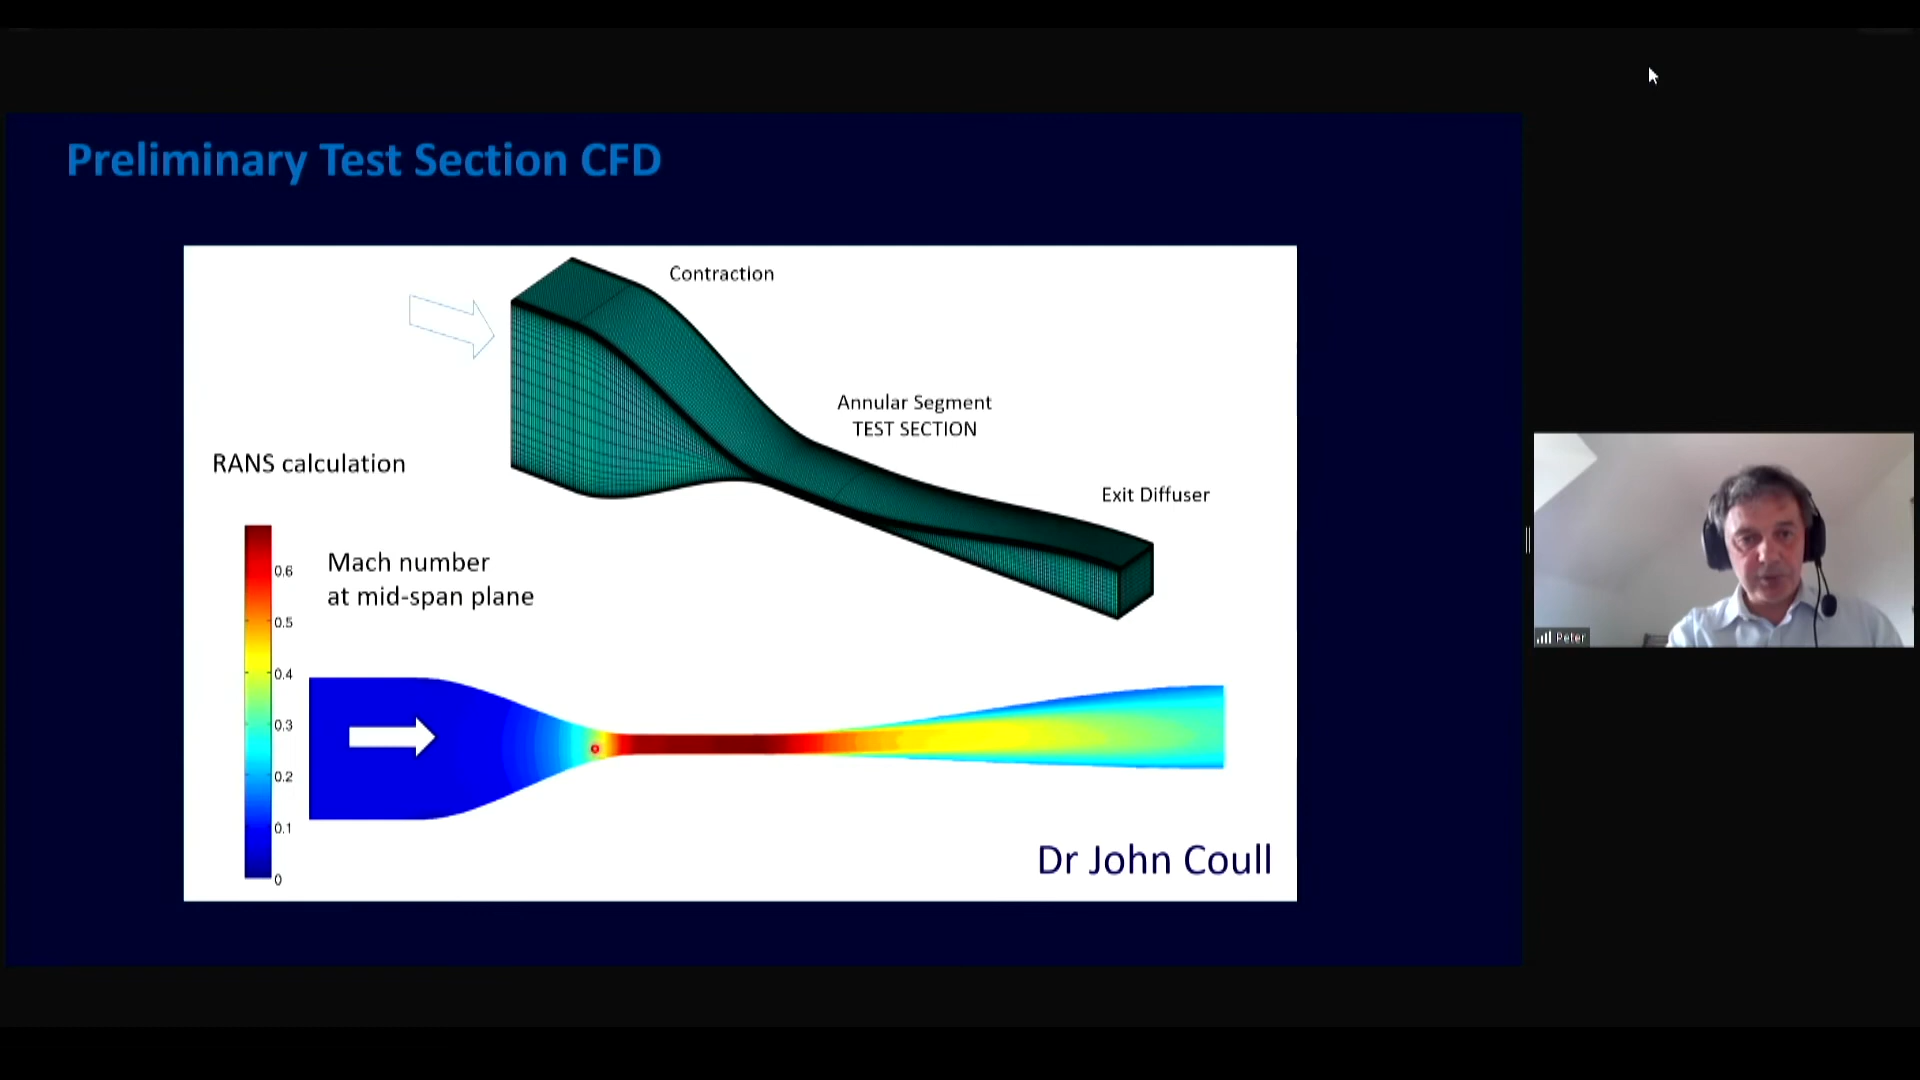 Preliminary Test Section CFD
Contraction
Annular Segment
TEST SECTION
Exit Diffuser
RANS calculation
Mach number
at mid-span plane
0.6
0.5
0.4
0.3
0.2
0.1
0
Dr John Coull
Peter